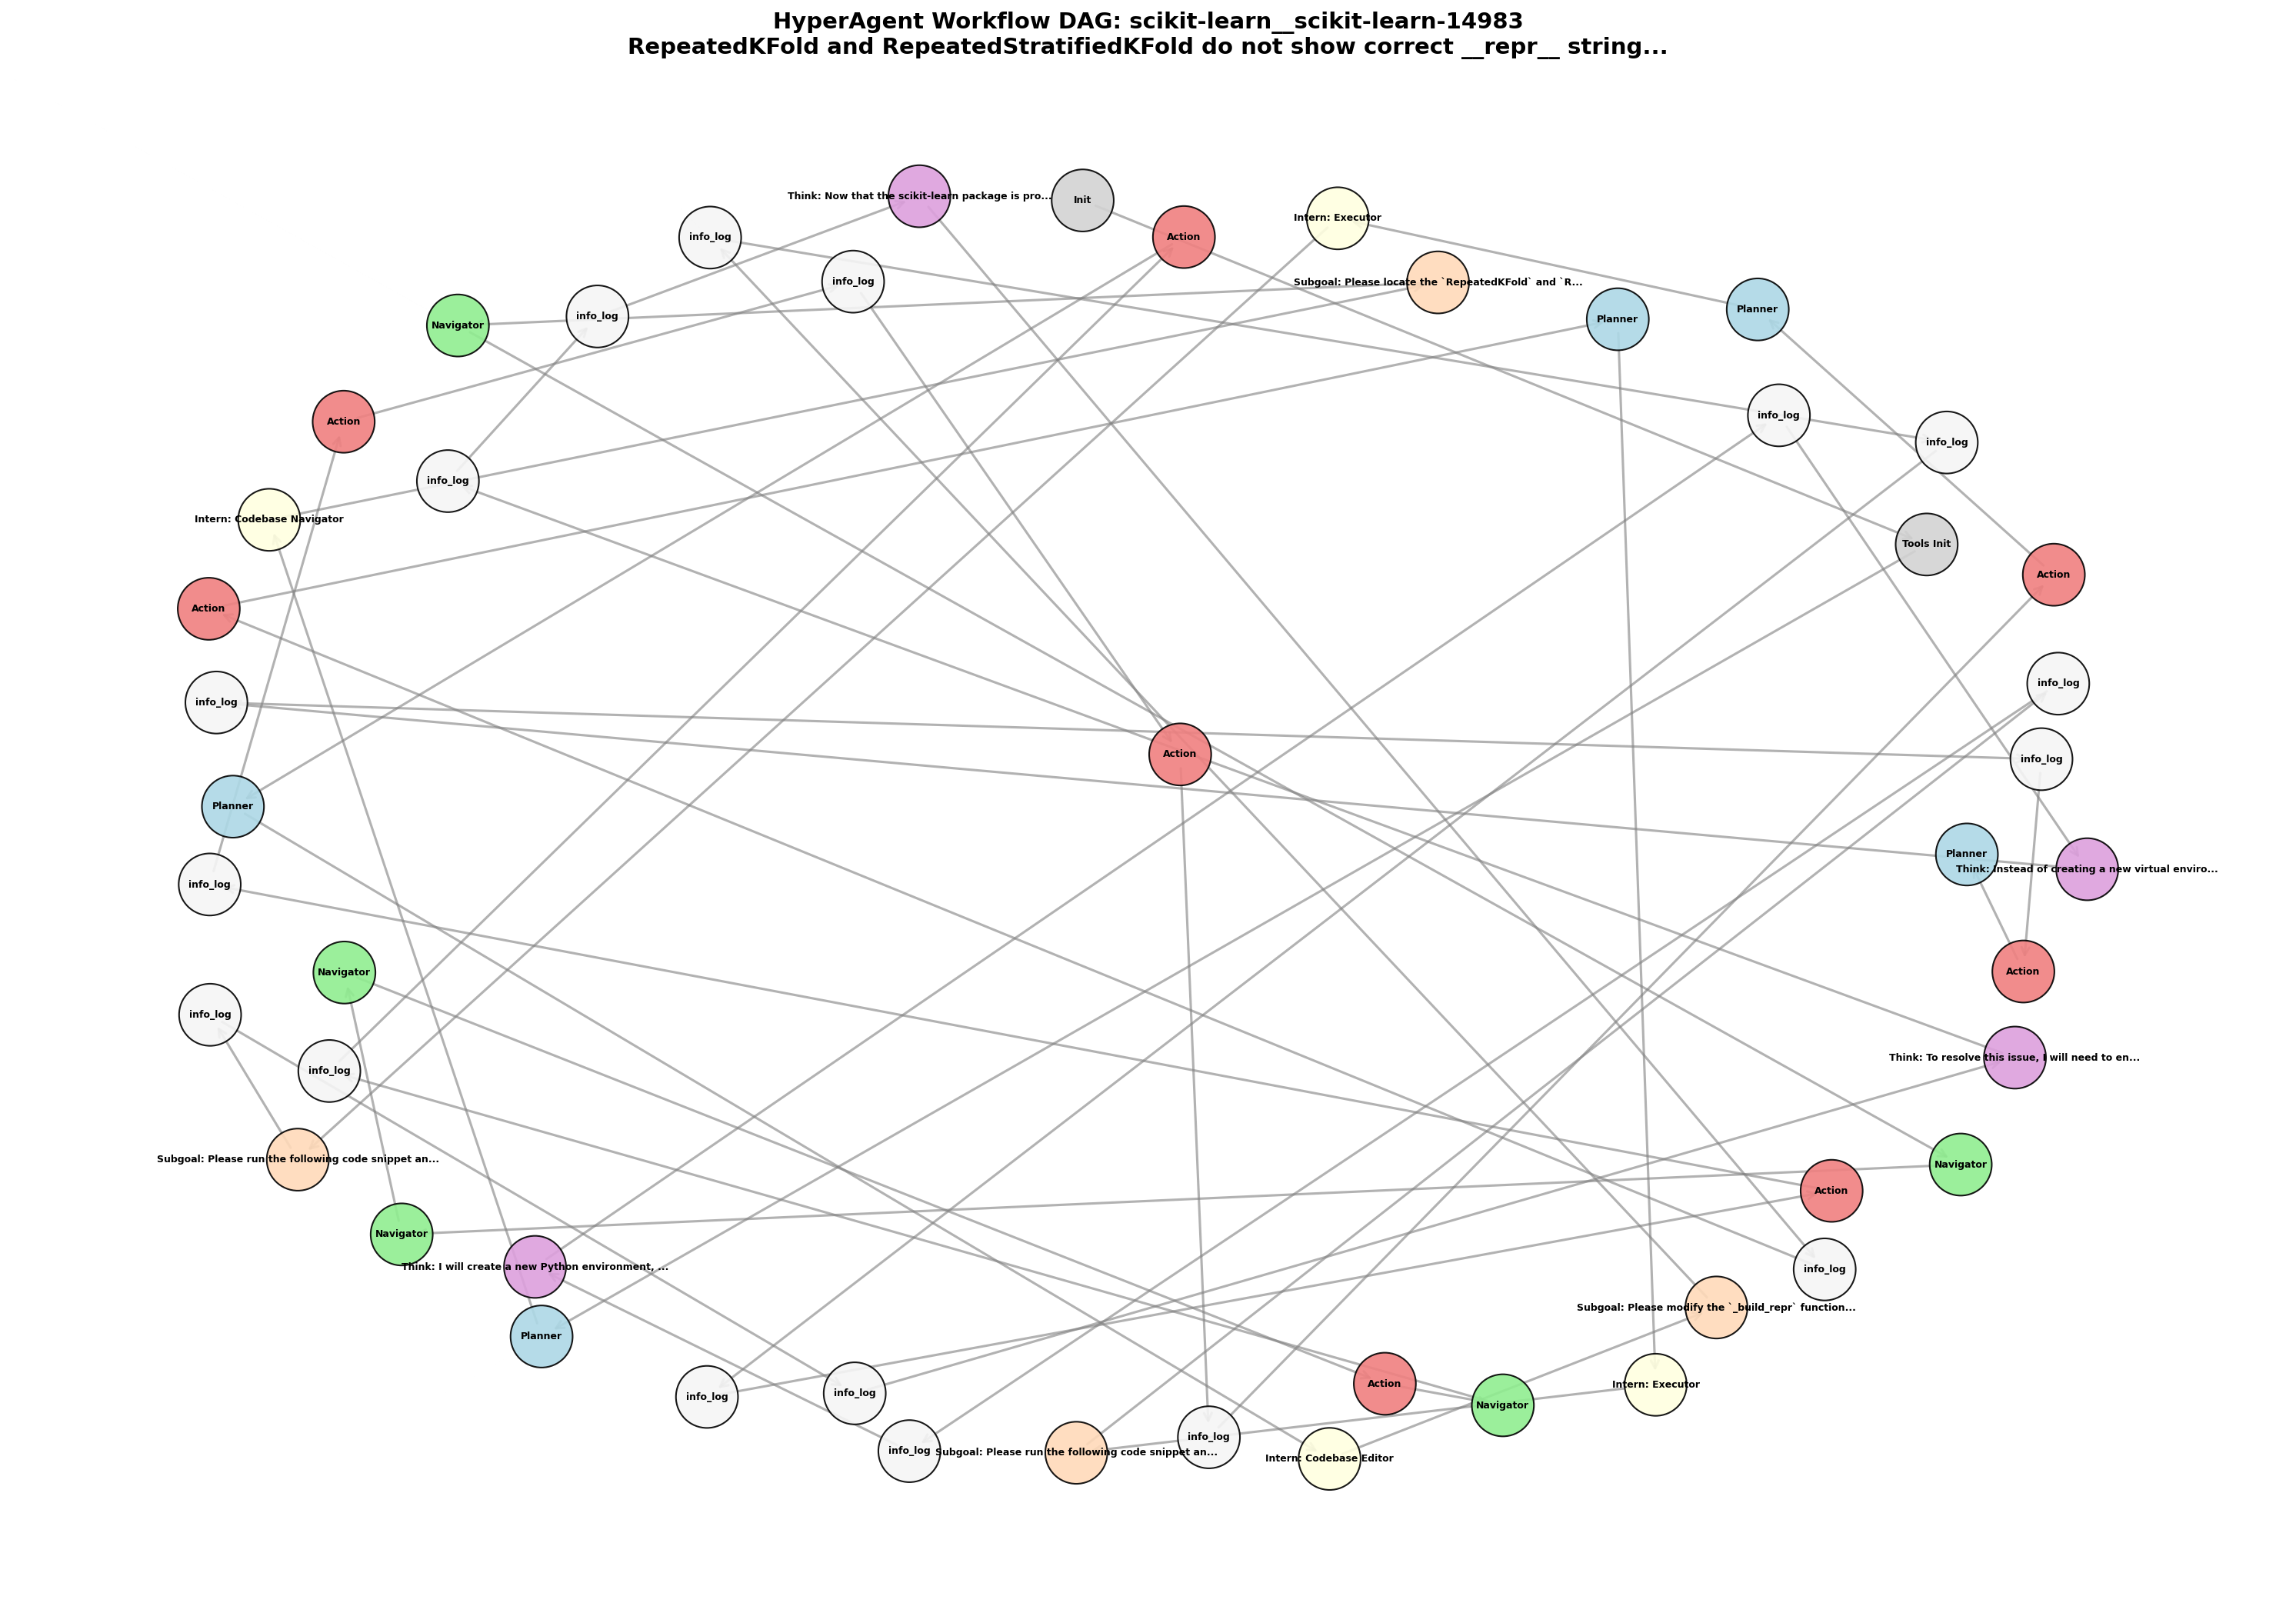 HyperAgent Workflow DAG: scikit-learn__scikit-learn-14983
RepeatedKFold and RepeatedStratifiedKFold do not show correct __repr__ string...
Think: Now that the scikit-learn package is pro...
Init
Intern: Executor
info_log
Action
info_log
Subgoal: Please locate the `RepeatedKFold` and `R...
Planner
info_log
Planner
Navigator
Action
info_log
info_log
info_log
Intern: Codebase Navigator
Tools Init
Action
Action
info_log
info_log
Action
info_log
Planner
Planner
Think: Instead of creating a new virtual enviro...
info_log
Navigator
Action
info_log
Think: To resolve this issue, I will need to en...
info_log
Subgoal: Please run the following code snippet an...
Navigator
Action
Navigator
Think: I will create a new Python environment, ...
info_log
Subgoal: Please modify the `_build_repr` function...
Planner
Action
Intern: Executor
info_log
info_log
Navigator
info_log
info_log
Subgoal: Please run the following code snippet an...
Intern: Codebase Editor